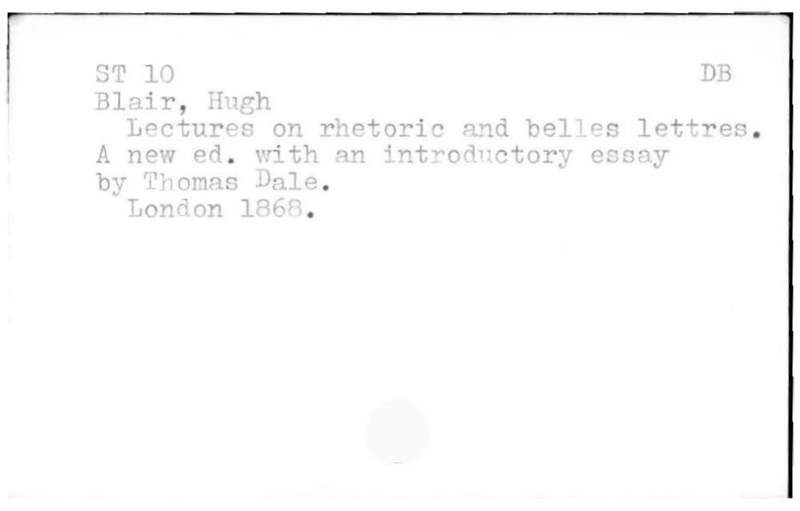 ST 10 DB
Blair, Hugh
Lectures on rhetoric and belles lettres.
A new ed. with an introductory essay
by Thomas Dale.
London 1868.